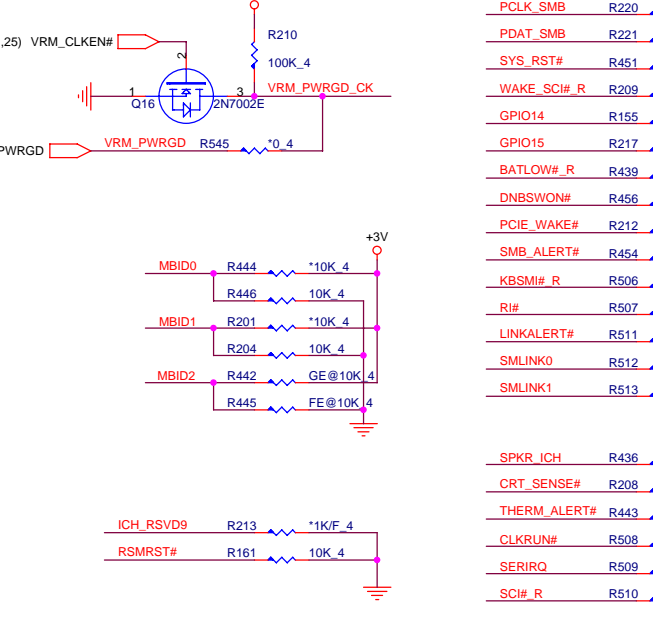 ,25) VRM_CLKEN#
2
R210
100K_4
1
3
VRM_PWRGD_CK
Q16
2N7002E
PWRGD
VRM_PWRGD R545 *0_4
+3V
MBID0 R444 *10K_4
R446 10K_4
MBID1 R201 *10K_4
R204 10K_4
MBID2 R442 GE@10K_4
R445 FE@10K_4
ICH_RSVD9 R213 *1K/F_4
RSMRST# R161 10K_4
PCLK_SMB R220
PDAT_SMB R221
SYS_RST# R451
WAKE_SCI#_R R209
GPIO14 R155
GPIO15 R217
BATLOW#_R R439
DNBSWON# R456
PCIE_WAKE# R212
SMB_ALERT# R454
KBSMI#_R R506
RI# R507
LINKALERT# R511
SMLINK0 R512
SMLINK1 R513
SPKR_ICH R436
CRT_SENSE# R208
THERM_ALERT# R443
CLKRUN# R508
SERIRQ R509
SCI#_R R510